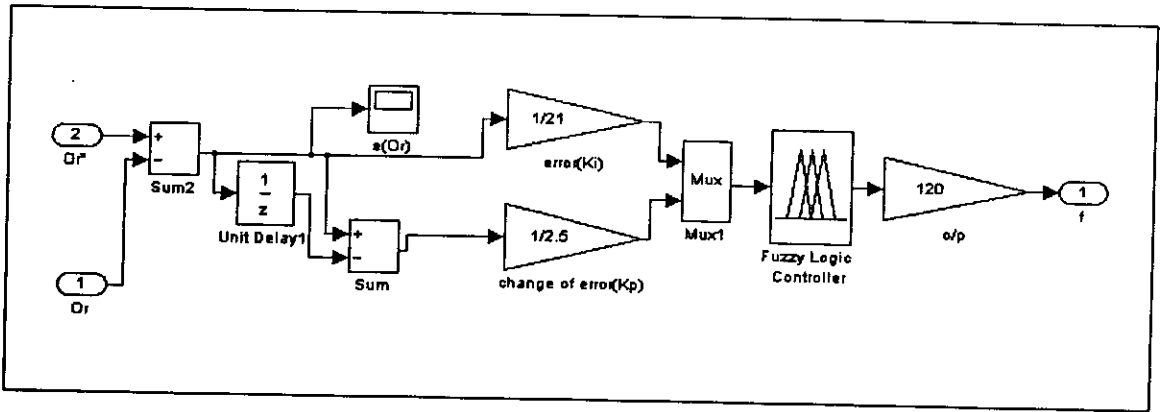 2
Or*
1
Or
+
−
Sum2
1
z
Unit Delay1
e(Or)
+
−
Sum
1/21
error(Ki)
1/2.5
change of error(Kp)
Mux
Mux1
Fuzzy Logic
Controller
120
o/p
1
f